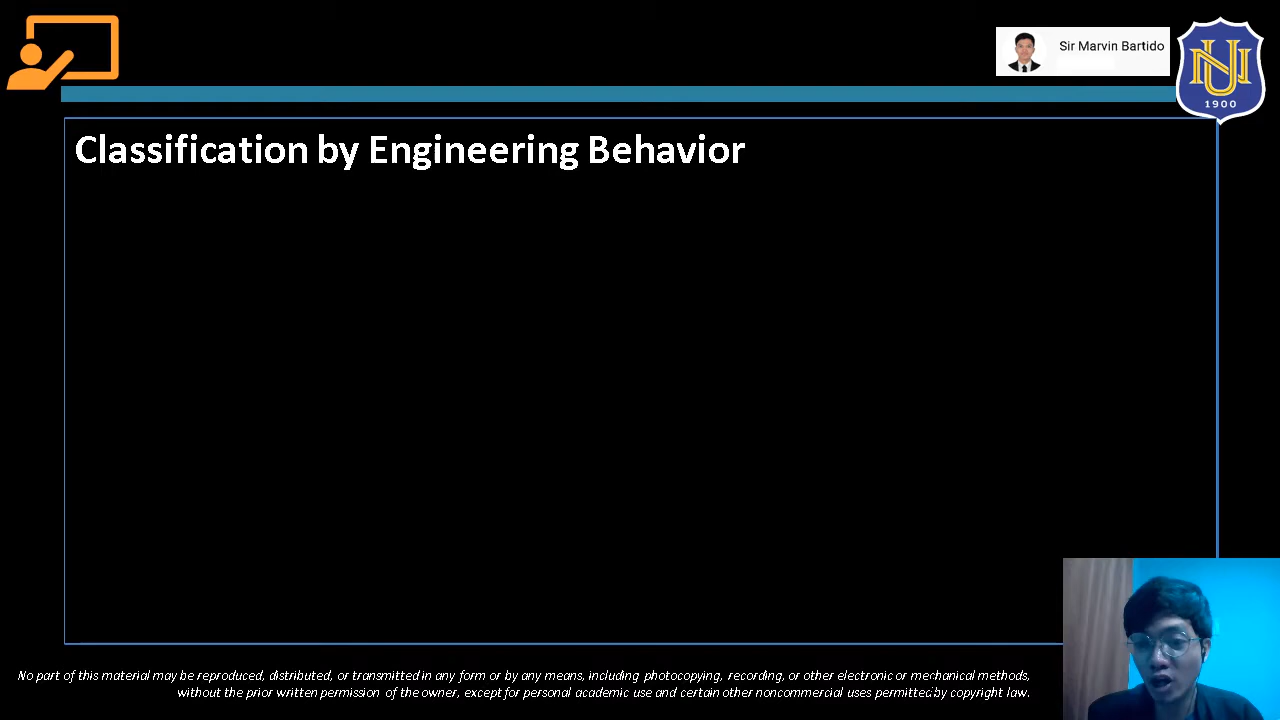 Sir Marvin Bartido
NU
1900
Classification by Engineering Behavior
No part of this material may be reproduced, distributed, or transmitted in any form or by any means, including photocopying, recording, or other electronic or mechanical methods,
without the prior written permission of the owner, except for personal academic use and certain other noncommercial uses permitted by copyright law.